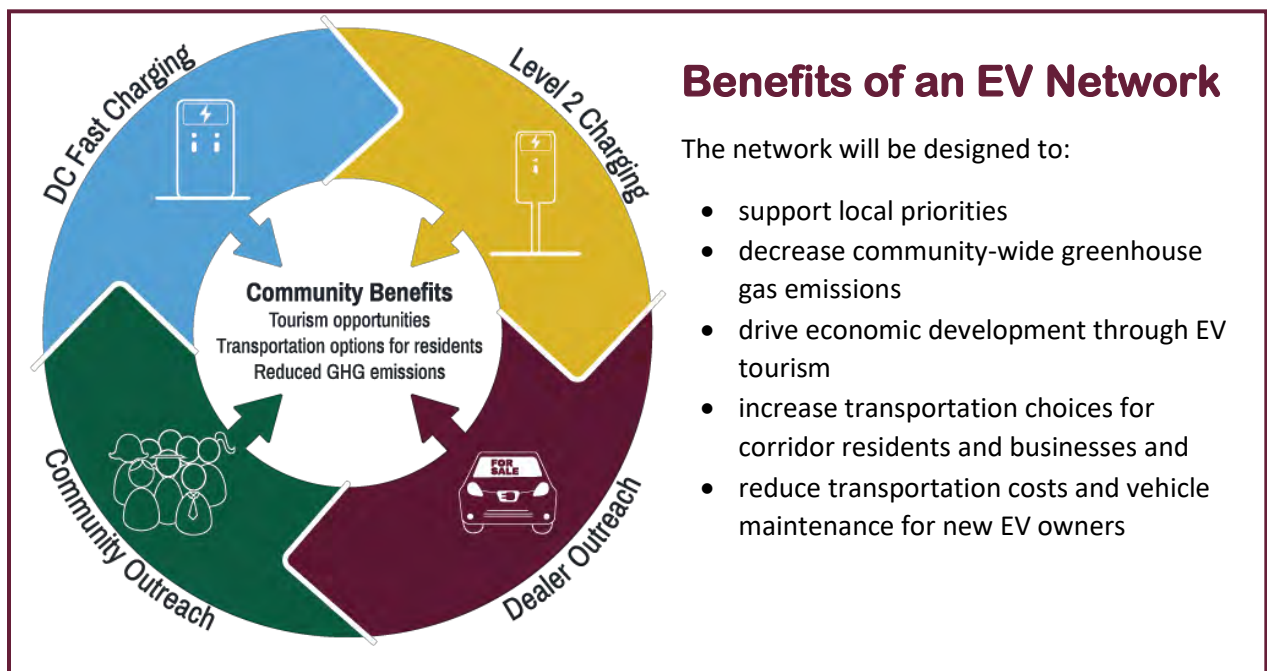 DC Fast Charging
Level 2 Charging
Community Benefits
Tourism opportunities
Transportation options for residents
Reduced GHG emissions
FOR
SALE
Community Outreach
Dealer Outreach
Benefits of an EV Network
The network will be designed to:
• support local priorities
• decrease community-wide greenhouse
gas emissions
• drive economic development through EV
tourism
• increase transportation choices for
corridor residents and businesses and
• reduce transportation costs and vehicle
maintenance for new EV owners